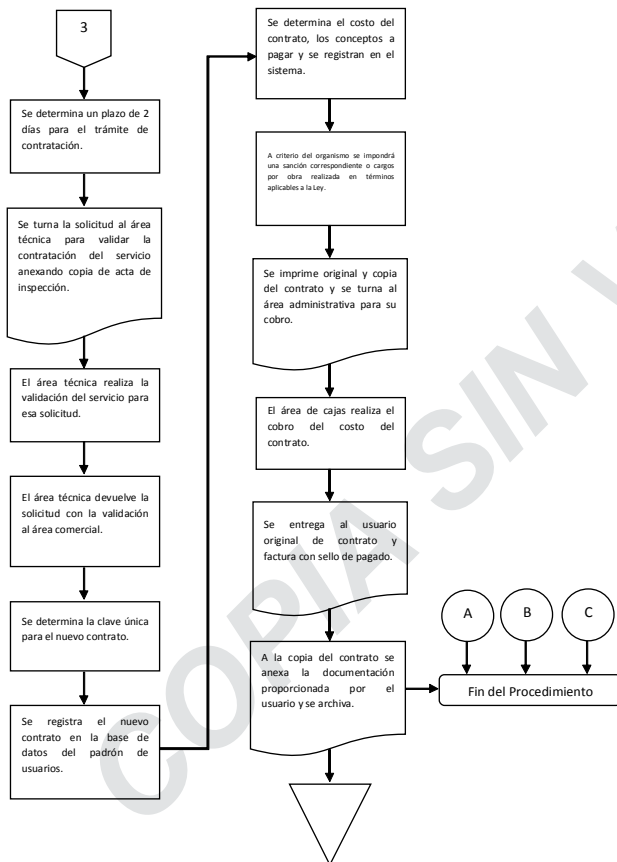 3
Se determina un plazo de 2
días para el trámite de
contratación.
Se turna la solicitud al área
técnica para validar la
contratación del servicio
anexando copia de acta de
inspección.
El área técnica realiza la
validación del servicio para
esa solicitud.
El área técnica devuelve la
solicitud con la validación
al área comercial.
Se determina la clave única
para el nuevo contrato.
Se registra el nuevo
contrato en la base de
datos del padrón de
usuarios.
Se determina el costo del
contrato, los conceptos a
pagar y se registran en el
sistema.
A criterio del organismo se impondrá
una sanción correspondiente o cargos
por obra realizada en términos
aplicables a la Ley.
Se imprime original y copia
del contrato y se turna al
área administrativa para su
cobro.
El área de cajas realiza el
cobro del costo del
contrato.
Se entrega al usuario
original de contrato y
factura con sello de pagado.
A la copia del contrato se
anexa la documentación
proporcionada por el
usuario y se archiva.
A B C
Fin del Procedimiento
COPIA SIN V